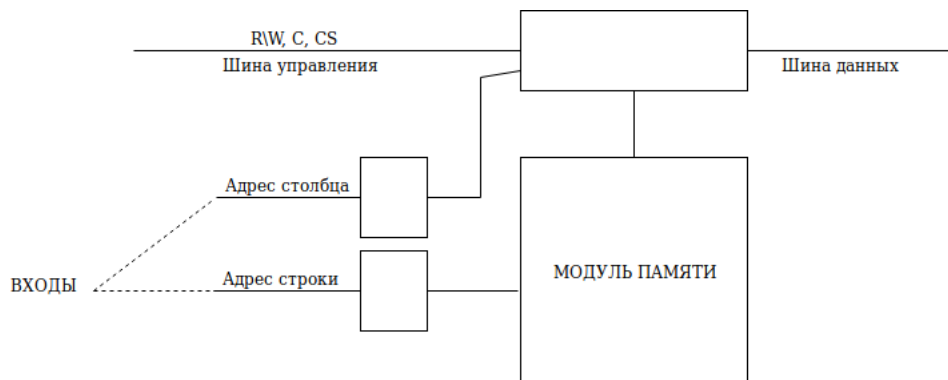 R\W, C, CS
Шина управления
Шина данных
Адрес столбца
ВХОДЫ
Адрес строки
МОДУЛЬ ПАМЯТИ